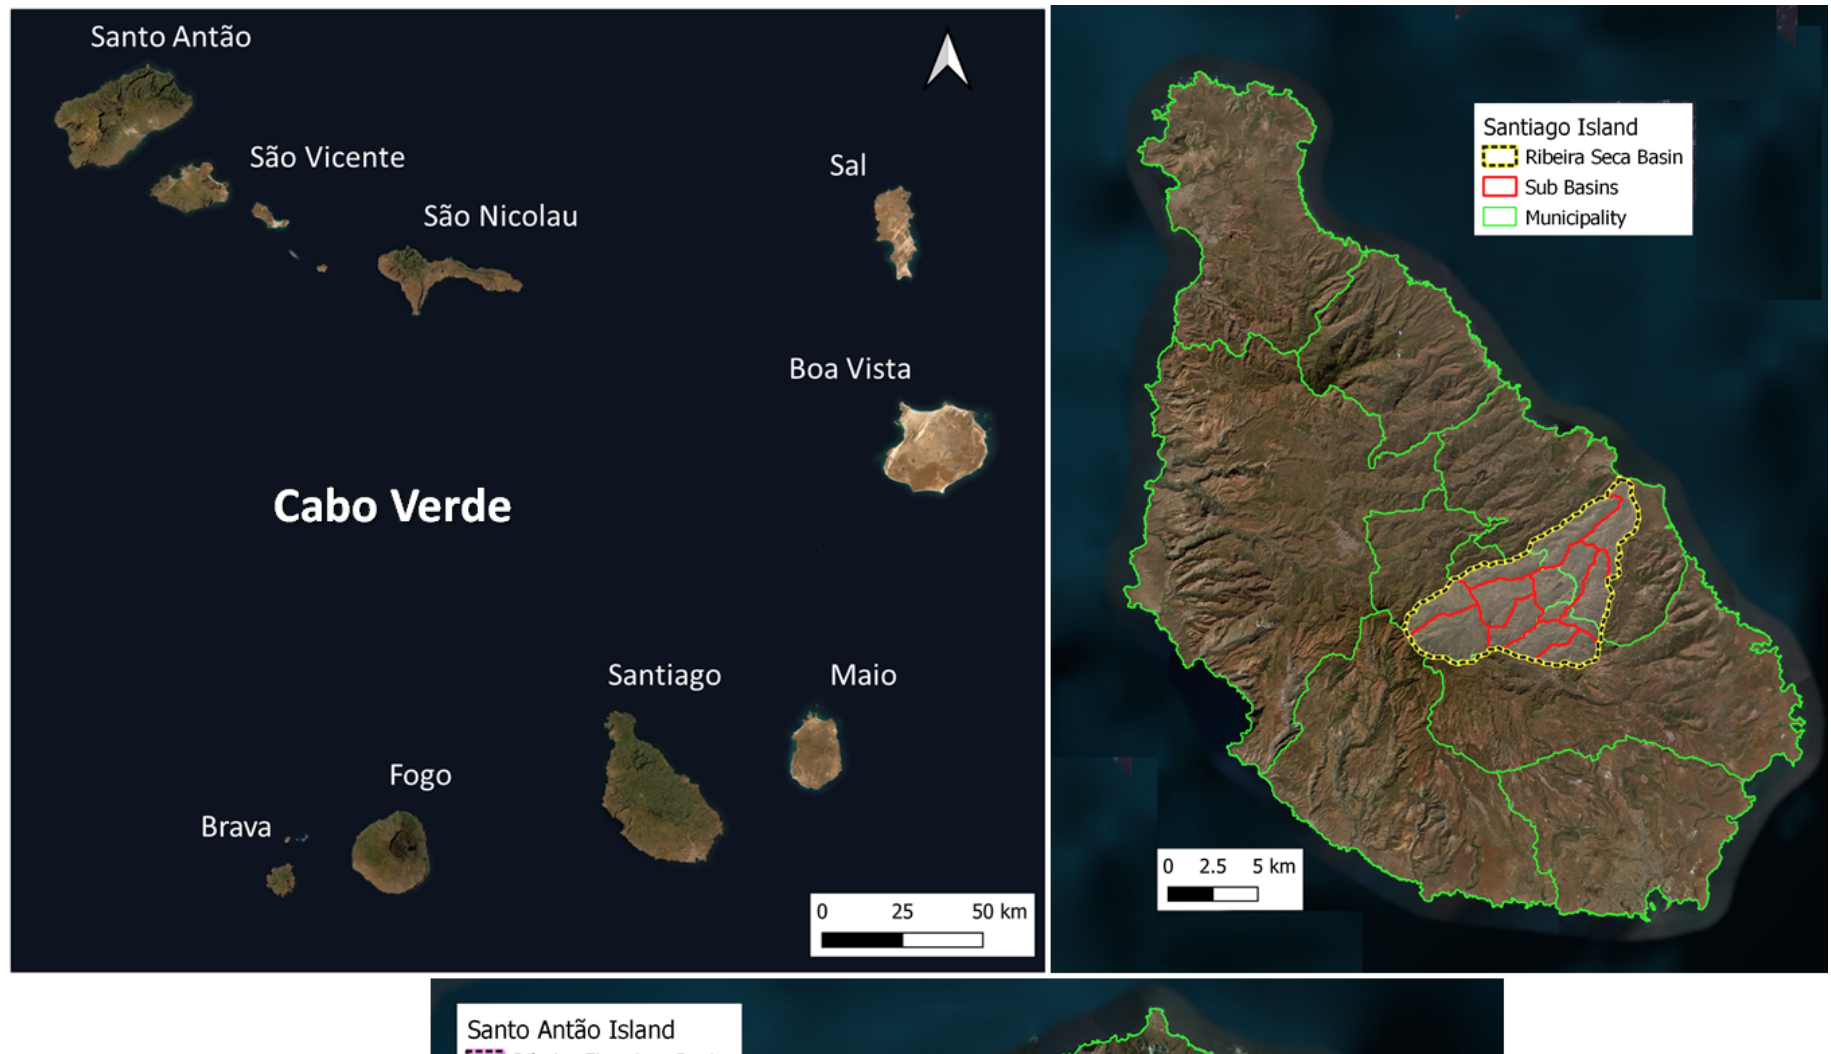 Santo Antão
São Vicente
São Nicolau
Sal
Boa Vista
Cabo Verde
Santiago
Maio
Fogo
Brava
0 25 50 km
Santiago Island
Ribeira Seca Basin
Sub Basins
Municipality
0 2.5 5 km
Santo Antão Island